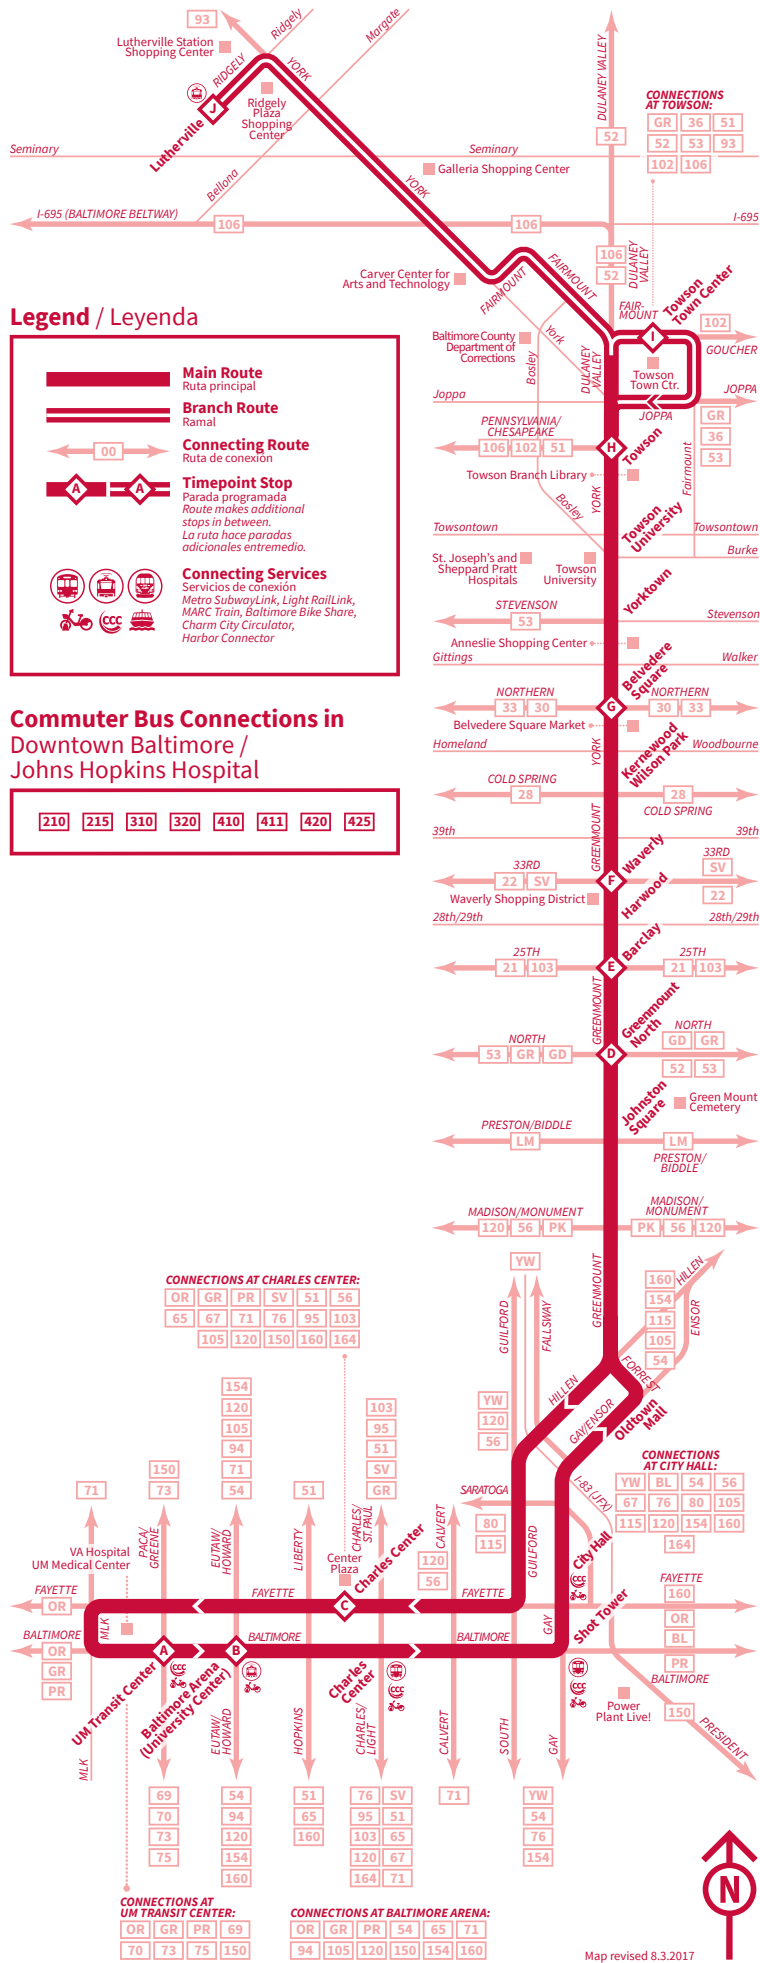 93
Ridgely
Margate
Lutherville Station
Shopping Center
RIDGELY
YORK
J
Lutherville
Ridgely
Plaza
Shopping
Center
DULANEY VALLEY
52
CONNECTIONS
AT TOWSON:
GR 36 51
52 53 93
102 106
Seminary
Seminary
Galleria Shopping Center
Bellona
YORK
I-695 (BALTIMORE BELTWAY)
106
106
I-695
106
52
DULANEY
VALLEY
Carver Center for
Arts and Technology
FAIRMOUNT
FAIRMOUNT
FAIR-
MOUNT
Towson
Town Center
I
102
GOUCHER
Legend / Leyenda
Main Route
Ruta principal
Branch Route
Ramal
00
Connecting Route
Ruta de conexión
A
A
Timepoint Stop
Parada programada
Route makes additional
stops in between.
La ruta hace paradas
adicionales entremedio.
CCC
Connecting Services
Servicios de conexión
Metro SubwayLink, Light RailLink,
MARC Train, Baltimore Bike Share,
Charm City Circulator,
Harbor Connector
Baltimore County
Department of
Corrections
York
Bosley
DULANEY
VALLEY
Towson
Town Ctr.
Joppa
JOPPA
JOPPA
GR
36
53
PENNSYLVANIA/
CHESAPEAKE
106 102 51
H
Towson
Towson Branch Library
Fairmount
Bosley
YORK
Towson
University
Towsontown
Towsontown
St. Joseph's and
Sheppard Pratt
Hospitals
Towson
University
Burke
Yorktown
STEVENSON
53
Stevenson
Anneslie Shopping Center
Gittings
Walker
Belvedere
Square
NORTHERN
33 30
G
NORTHERN
30 33
Belvedere Square Market
Homeland
YORK
Kernewood
Wilson Park
Woodbourne
COLD SPRING
28
28
COLD SPRING
Commuter Bus Connections in
Downtown Baltimore /
Johns Hopkins Hospital
210 215 310 320 410 411 420 425
39th
GREENMOUNT
39th
Waverly
33RD
22 SV
F
33RD
SV
22
Waverly Shopping District
Harwood
28th/29th
28th/29th
Barclay
25TH
21 103
E
25TH
21 103
GREENMOUNT
Greenmount
North
NORTH
53 GR GD
D
NORTH
GD GR
52 53
Johnston
Square
Green Mount
Cemetery
PRESTON/BIDDLE
LM
LM
PRESTON/
BIDDLE
MADISON/MONUMENT
120 56 PK
MADISON/
MONUMENT
PK 56 120
YW
GUILFORD
FALLSWAY
GREENMOUNT
160
154
115
105
54
HILLEN
ENSOR
CONNECTIONS AT CHARLES CENTER:
OR GR PR SV 51 56
65 67 71 76 95 103
105 120 150 160 164
HILLEN
FORREST
GAY/ENSOR
Oldtown
Mall
YW
120
56
154
120
105
94
71
54
103
95
51
SV
GR
150
73
71
51
I-83 (JFX)
CONNECTIONS
AT CITY HALL:
YW BL 54 56
67 76 80 105
115 120 154 160
164
SARATOGA
80
115
CALVERT
120
56
GUILFORD
City Hall
CCC
VA Hospital
UM Medical Center
PACA/
GREENE
EUTAW/
HOWARD
LIBERTY
CHARLES/
ST. PAUL
Center
Plaza
Charles Center
FAYETTE
OR
FAYETTE
C
FAYETTE
FAYETTE
160
OR
BL
PR
BALTIMORE
MLK
BALTIMORE
OR
GR
PR
A
B
BALTIMORE
BALTIMORE
GAY
Shot Tower
CCC
UM Transit Center
CCC
Baltimore Arena
(University Center)
Charles
Center
CCC
Power
Plant Live!
150
PRESIDENT
MLK
EUTAW/
HOWARD
HOPKINS
CHARLES/
LIGHT
CALVERT
SOUTH
GAY
69
70
73
75
54
94
120
154
160
51
65
160
76 SV
95 51
103 65
120 67
164 71
71
YW
54
76
154
CONNECTIONS AT
UM TRANSIT CENTER:
OR GR PR 69
70 73 75 150
CONNECTIONS AT BALTIMORE ARENA:
OR GR PR 54 65 71
94 105 120 150 154 160
N
Map revised 8.3.2017